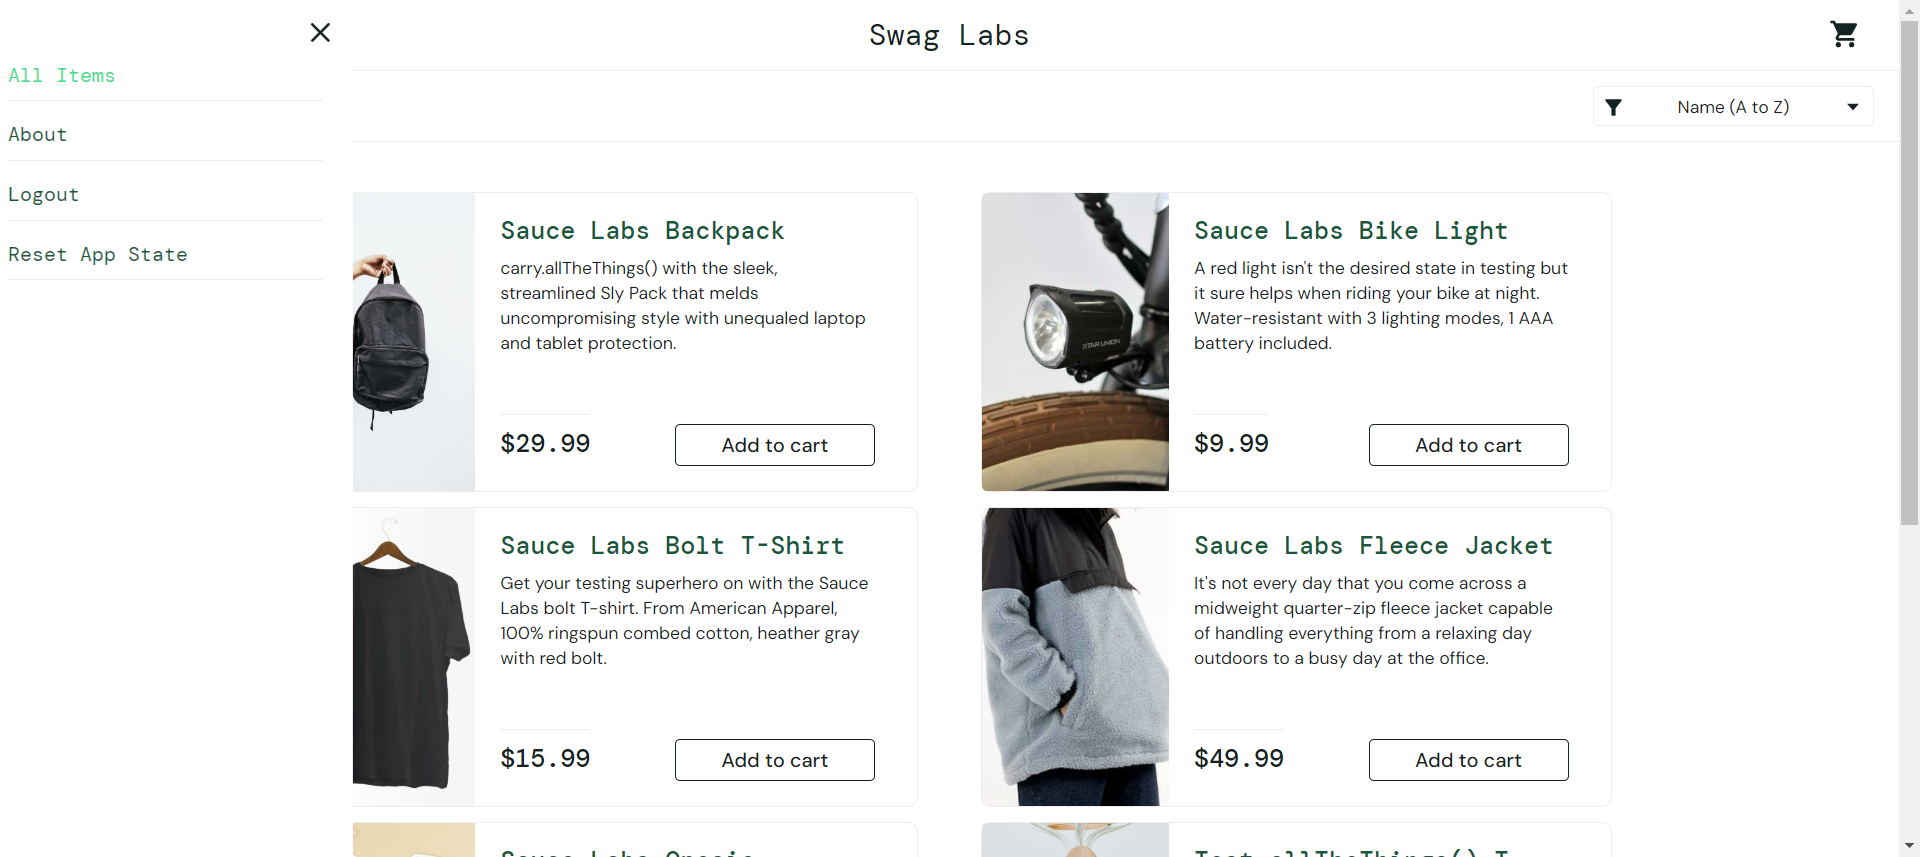 All Items
About
Logout
Reset App State
Swag Labs
Name (A to Z)
Sauce Labs Backpack
carry.allTheThings() with the sleek,
streamlined Sly Pack that melds
uncompromising style with unequaled laptop
and tablet protection.
$29.99
Add to cart
Sauce Labs Bike Light
A red light isn't the desired state in testing but
it sure helps when riding your bike at night.
Water-resistant with 3 lighting modes, 1 AAA
battery included.
STAR UNION
$9.99
Add to cart
Sauce Labs Bolt T-Shirt
Get your testing superhero on with the Sauce
Labs bolt T-shirt. From American Apparel,
100% ringspun combed cotton, heather gray
with red bolt.
$15.99
Add to cart
Sauce Labs Fleece Jacket
It's not every day that you come across a
midweight quarter-zip fleece jacket capable
of handling everything from a relaxing day
outdoors to a busy day at the office.
$49.99
Add to cart
Sauce Labs Onesie
Test.allTheThings() T